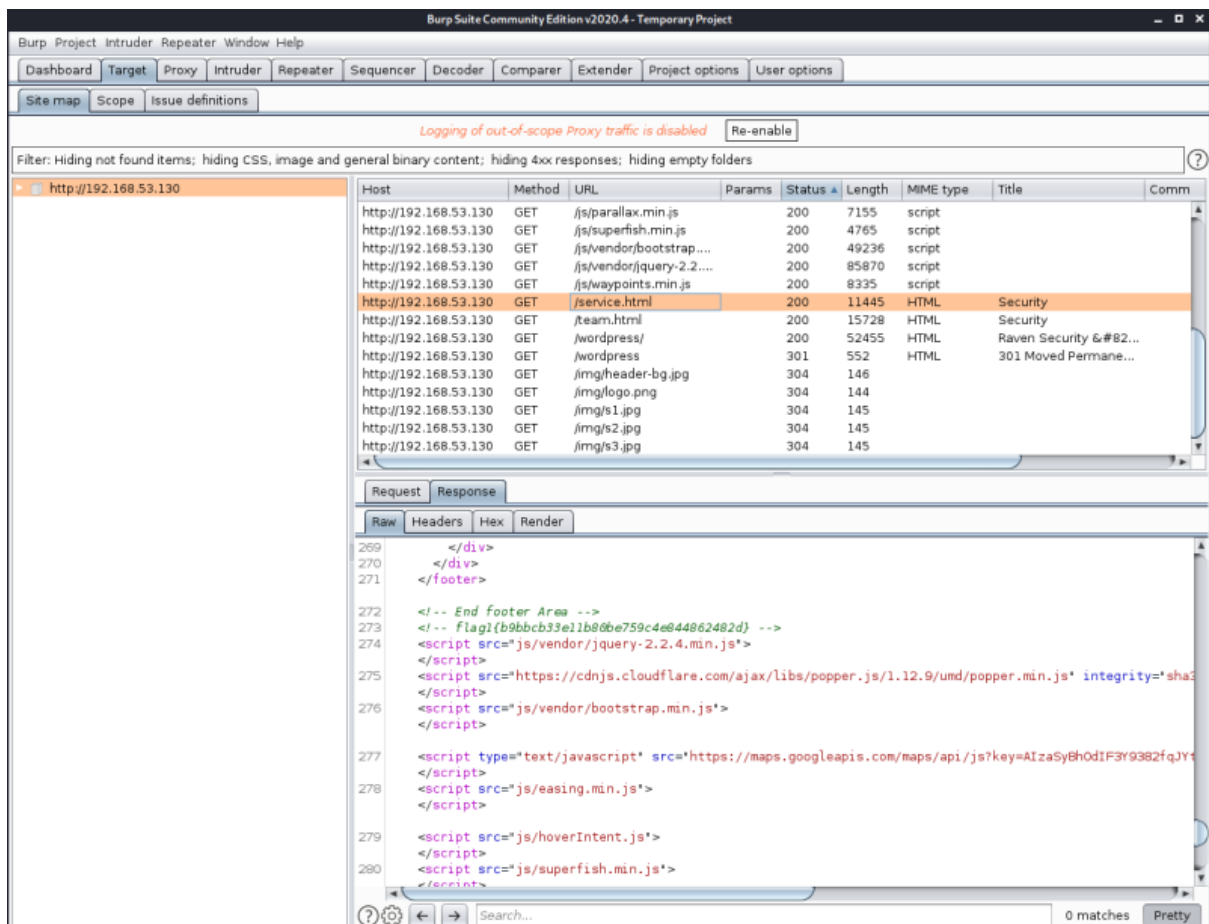 Burp Suite Community Edition v2020.4 - Temporary Project
Burp Project Intruder Repeater Window Help
Dashboard Target Proxy Intruder Repeater Sequencer Decoder Comparer Extender Project options User options
Site map Scope Issue definitions
Logging of out-of-scope Proxy traffic is disabled Re-enable
Filter: Hiding not found items; hiding CSS, image and general binary content; hiding 4xx responses; hiding empty folders
http://192.168.53.130
Host Method URL Params Status Length MIME type Title Comm
http://192.168.53.130 GET /js/parallax.min.js 200 7155 script
http://192.168.53.130 GET /js/superfish.min.js 200 4765 script
http://192.168.53.130 GET /js/vendor/bootstrap.... 200 49236 script
http://192.168.53.130 GET /js/vendor/jquery-2.2.... 200 85870 script
http://192.168.53.130 GET /js/waypoints.min.js 200 8335 script
http://192.168.53.130 GET /service.html 200 11445 HTML Security
http://192.168.53.130 GET /team.html 200 15728 HTML Security
http://192.168.53.130 GET /wordpress/ 200 52455 HTML Raven Security &#82...
http://192.168.53.130 GET /wordpress 301 552 HTML 301 Moved Permane...
http://192.168.53.130 GET /img/header-bg.jpg 304 146
http://192.168.53.130 GET /img/logo.png 304 144
http://192.168.53.130 GET /img/s1.jpg 304 145
http://192.168.53.130 GET /img/s2.jpg 304 145
http://192.168.53.130 GET /img/s3.jpg 304 145
Request Response
Raw Headers Hex Render
269 </div>
270 </div>
271 </footer>
272 <!-- End footer Area -->
273 <!-- flag1{b9bbcb33e11b80be759c4e844862482d} -->
274 <script src="js/vendor/jquery-2.2.4.min.js">
</script>
275 <script src="https://cdnjs.cloudflare.com/ajax/libs/popper.js/1.12.9/umd/popper.min.js" integrity="sha3
</script>
276 <script src="js/vendor/bootstrap.min.js">
</script>
277 <script type="text/javascript" src="https://maps.googleapis.com/maps/api/js?key=AIzaSyBhOdIF3Y9382fqJYt
</script>
278 <script src="js/easing.min.js">
</script>
279 <script src="js/hoverIntent.js">
</script>
280 <script src="js/superfish.min.js">
</script>
Search... 0 matches Pretty